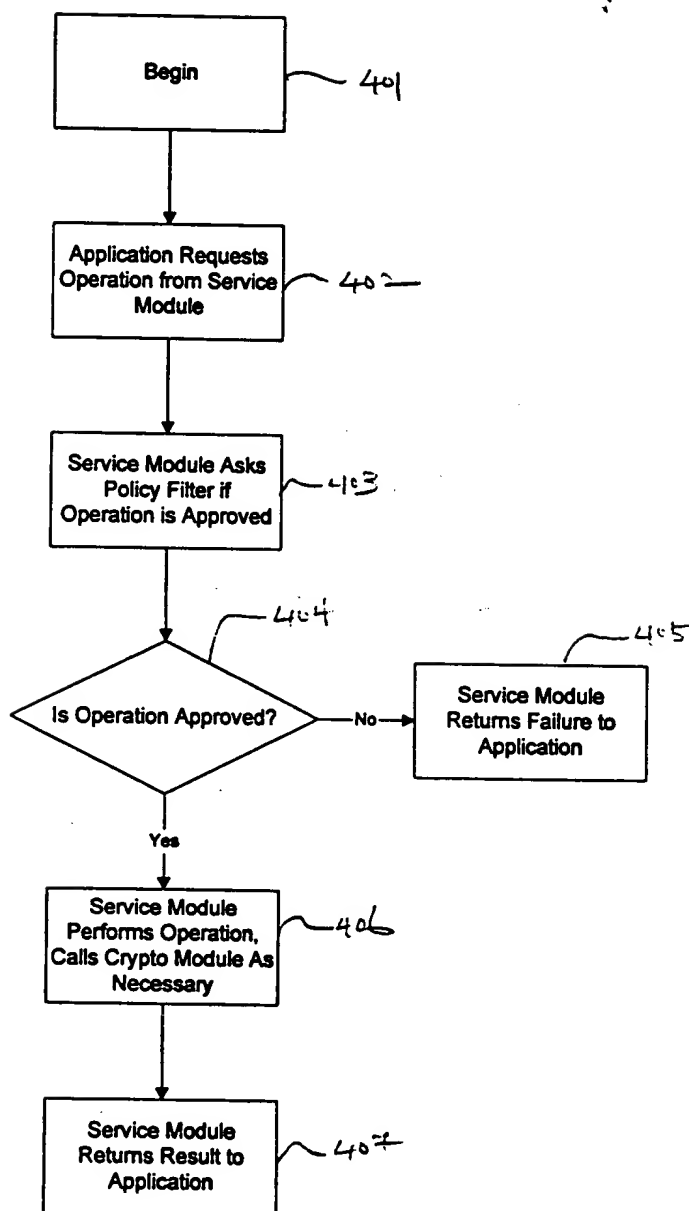 Begin
401
Application Requests
Operation from Service
Module
402
Service Module Asks
Policy Filter if
Operation is Approved
403
404
Is Operation Approved?
No
405
Service Module
Returns Failure to
Application
Yes
Service Module
Performs Operation,
Calls Crypto Module As
Necessary
406
Service Module
Returns Result to
Application
407